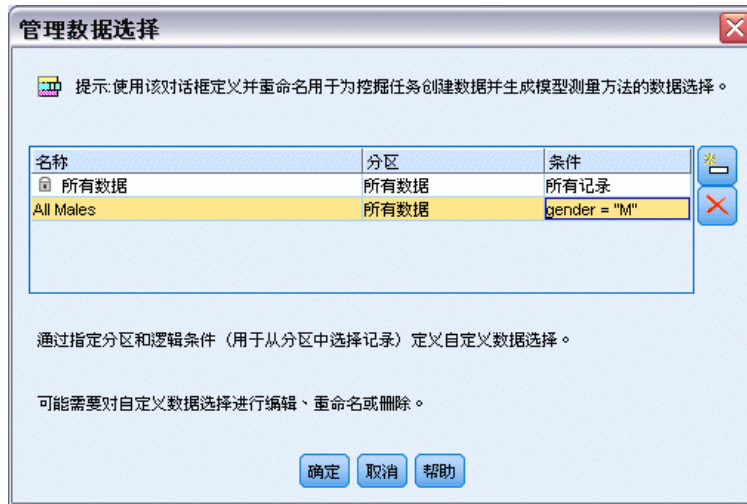 管理数据选择
提示:使用该对话框定义并重命名用于为挖掘任务创建数据并生成模型测量方法的数据选择。
名称 分区 条件
所有数据 所有数据 所有记录
All Males 所有数据 gender = "M"
通过指定分区和逻辑条件（用于从分区中选择记录）定义自定义数据选择。
可能需要对自定义数据选择进行编辑、重命名或删除。
确定 取消 帮助